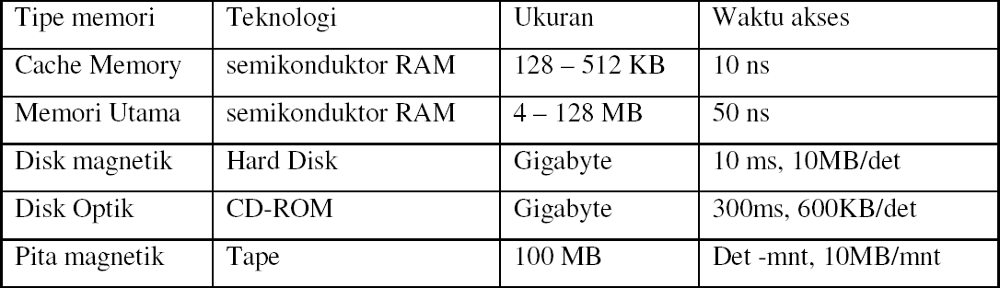 Tipe memori Teknologi Ukuran Waktu akses
Cache Memory semikonduktor RAM 128 – 512 KB 10 ns
Memori Utama semikonduktor RAM 4 – 128 MB 50 ns
Disk magnetik Hard Disk Gigabyte 10 ms, 10MB/det
Disk Optik CD-ROM Gigabyte 300ms, 600KB/det
Pita magnetik Tape 100 MB Det -mnt, 10MB/mnt